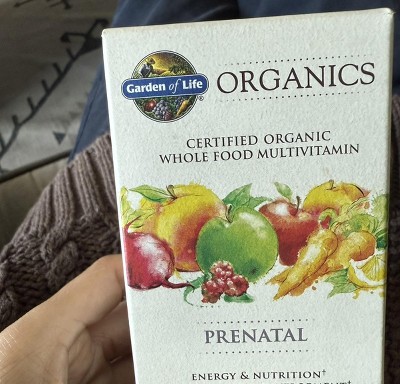 Garden of Life®
ORGANICS
CERTIFIED ORGANIC
WHOLE FOOD MULTIVITAMIN
PRENATAL
ENERGY & NUTRITION†